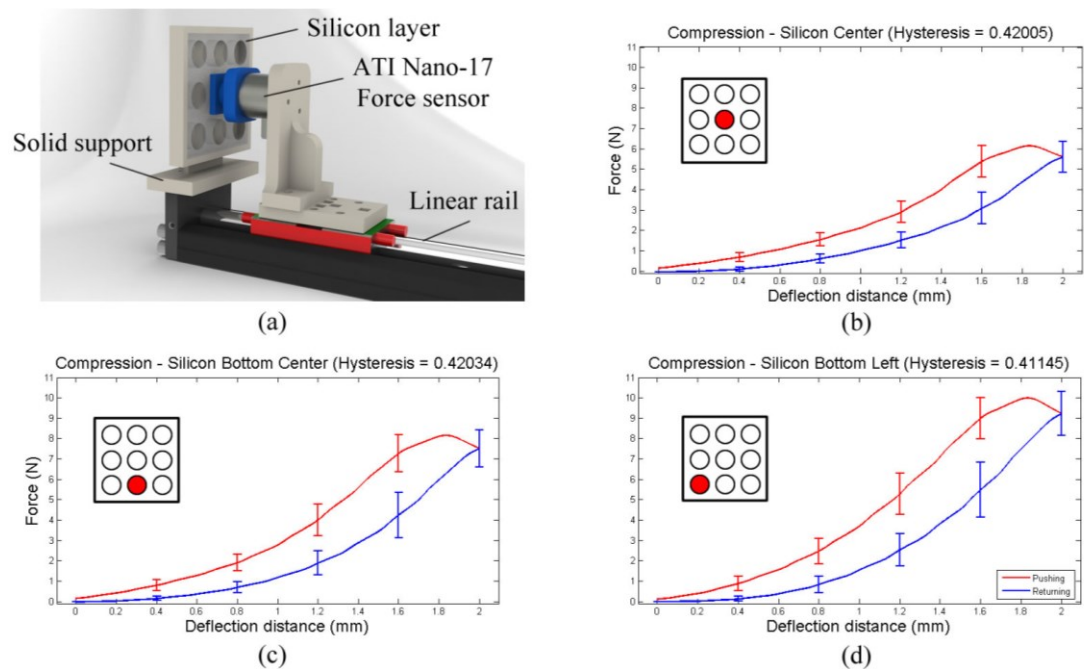 Silicon layer
ATI Nano-17
Force sensor
Solid support
Linear rail
(a)
Compression - Silicon Center (Hysteresis = 0.42005)
11
10
9
8
7
6
5
4
3
2
1
0
Force (N)
0 0.2 0.4 0.6 0.8 1 1.2 1.4 1.6 1.8 2
Deflection distance (mm)
(b)
Compression - Silicon Bottom Center (Hysteresis = 0.42034)
11
10
9
8
7
6
5
4
3
2
1
0
Force (N)
0 0.2 0.4 0.6 0.8 1 1.2 1.4 1.6 1.8 2
Deflection distance (mm)
(c)
Compression - Silicon Bottom Left (Hysteresis = 0.41145)
11
10
9
8
7
6
5
4
3
2
1
0
Pushing
Returning
0 0.2 0.4 0.6 0.8 1 1.2 1.4 1.6 1.8 2
Deflection distance (mm)
(d)